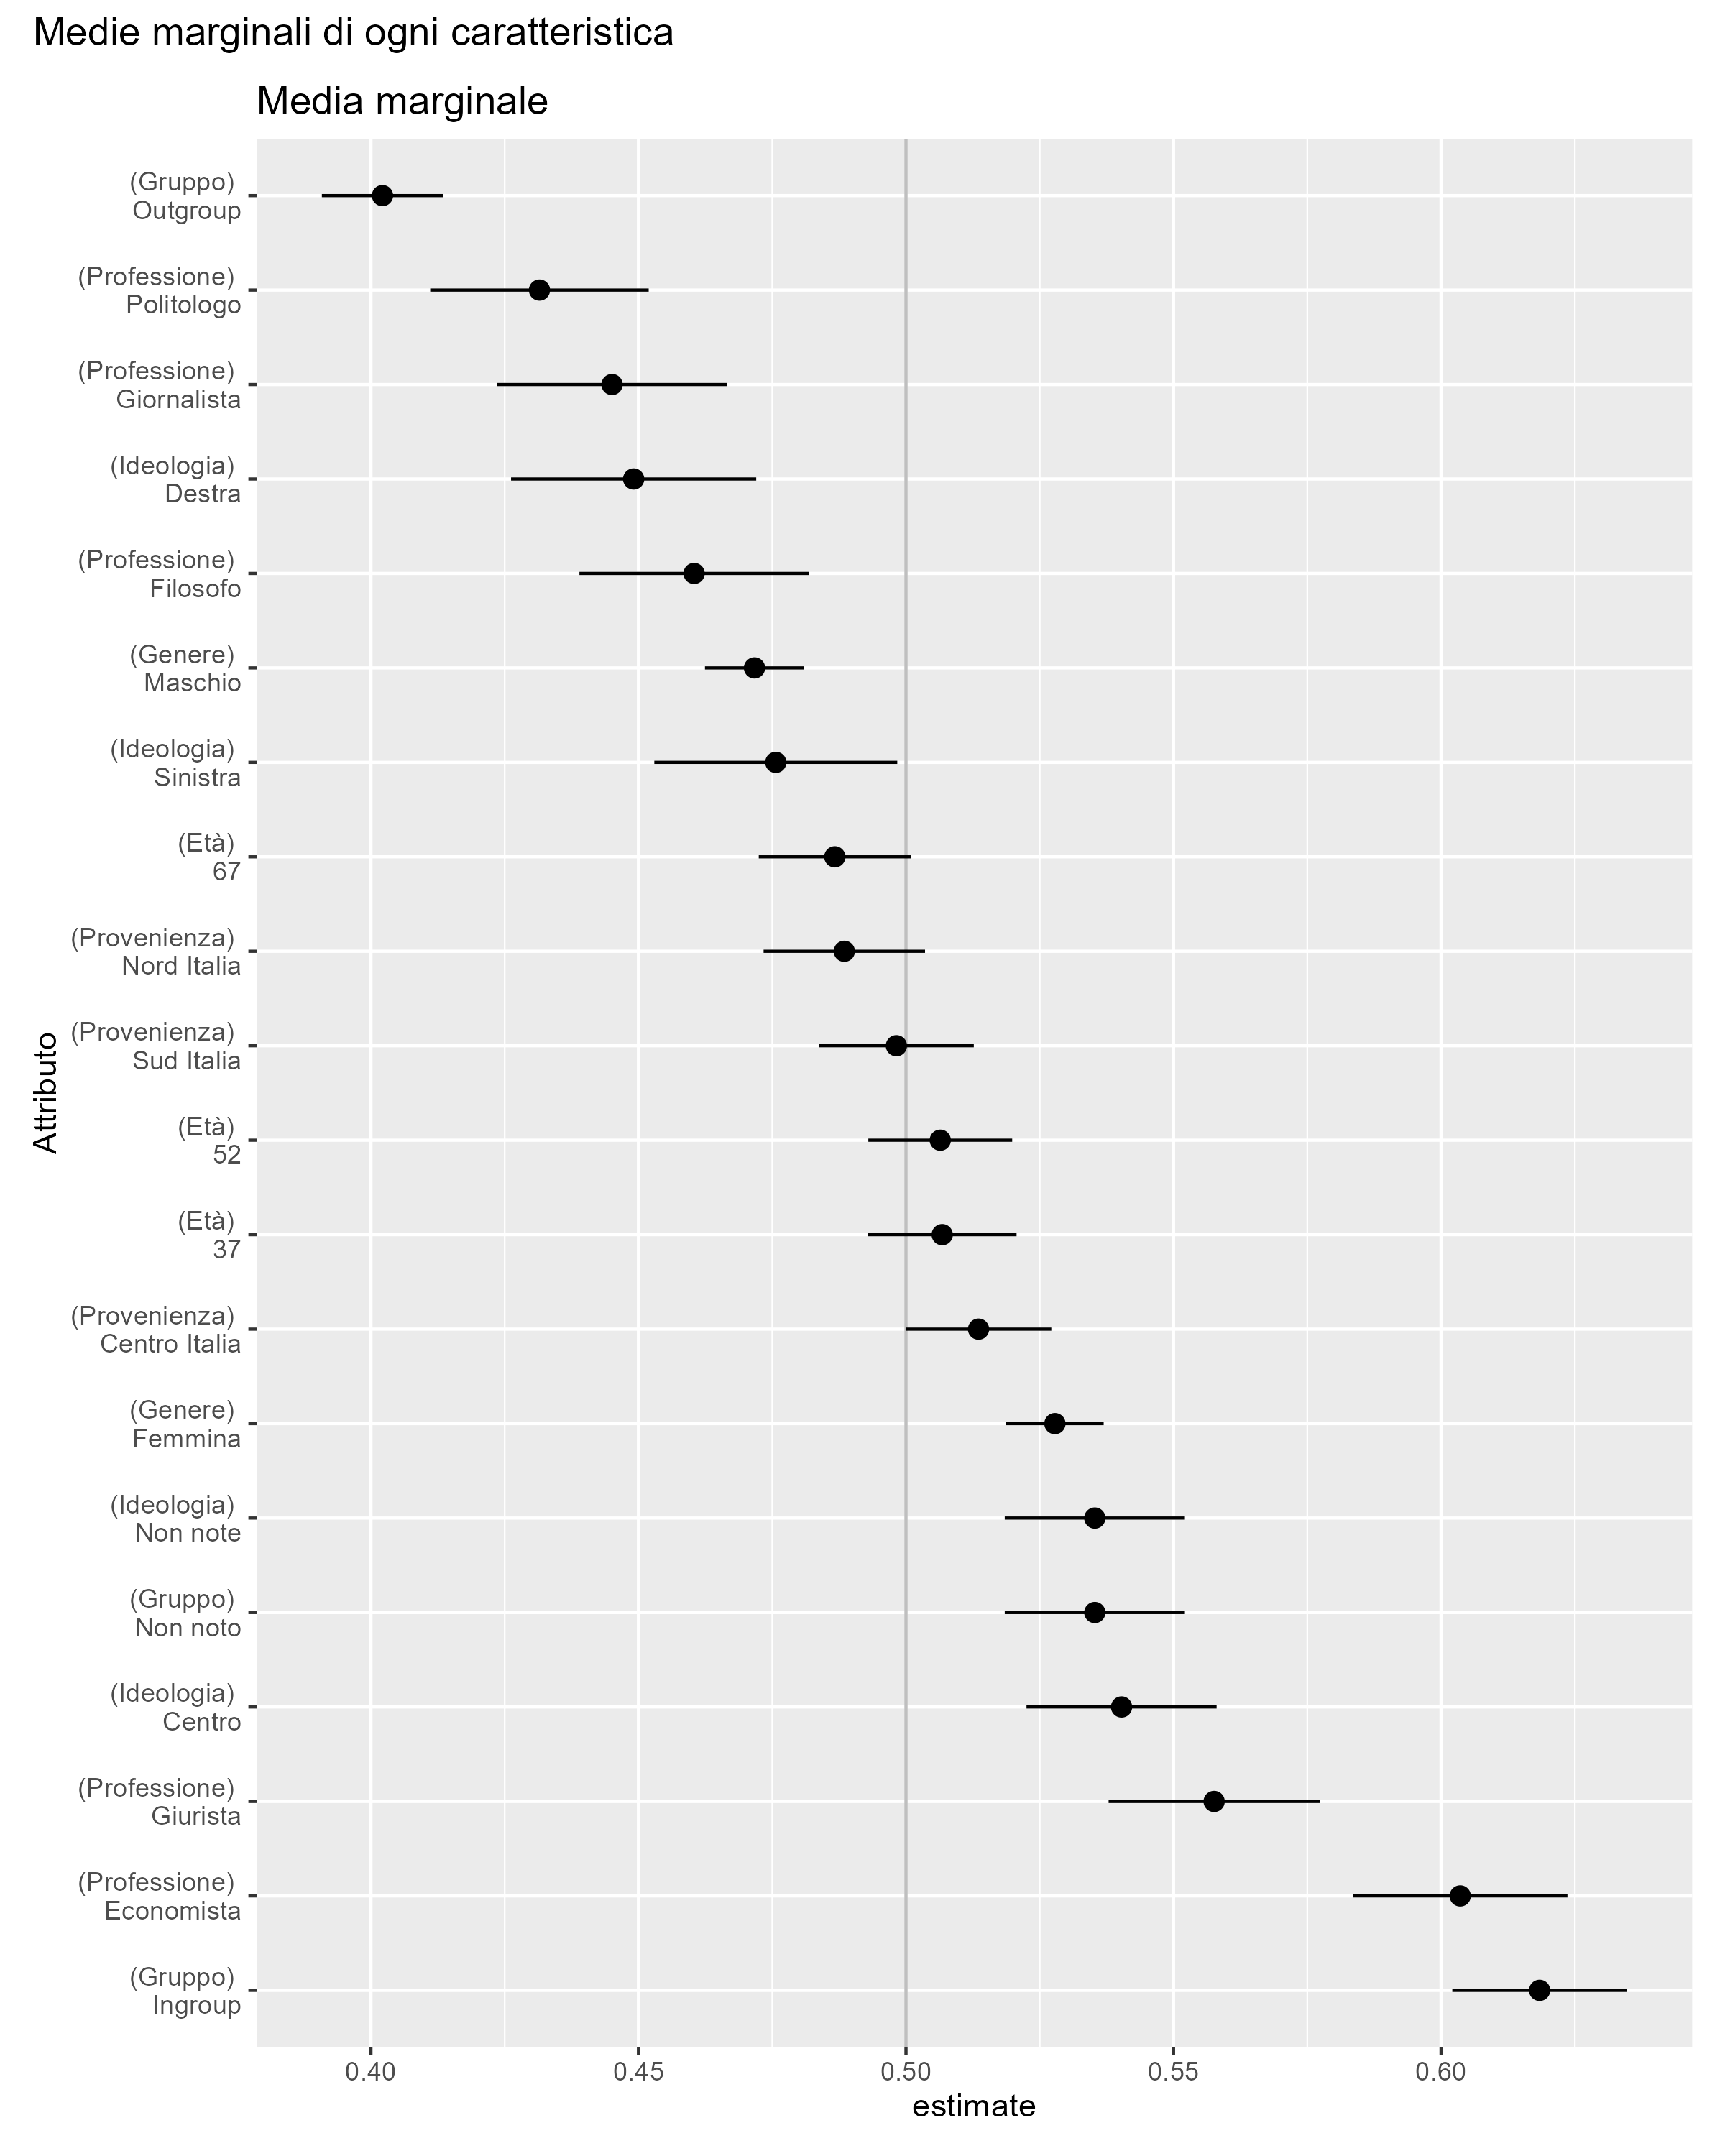 Medie marginali di ogni caratteristica
Media marginale
(Gruppo)
Outgroup
(Professione)
Politologo
(Professione)
Giornalista
(Ideologia)
Destra
(Professione)
Filosofo
(Genere)
Maschio
(Ideologia)
Sinistra
(Età)
67
(Provenienza)
Nord Italia
(Provenienza)
Sud Italia
(Età)
52
(Età)
37
(Provenienza)
Centro Italia
(Genere)
Femmina
(Ideologia)
Non note
(Gruppo)
Non noto
(Ideologia)
Centro
(Professione)
Giurista
(Professione)
Economista
(Gruppo)
Ingroup
Attributo
0.40
0.45
0.50
0.55
0.60
estimate